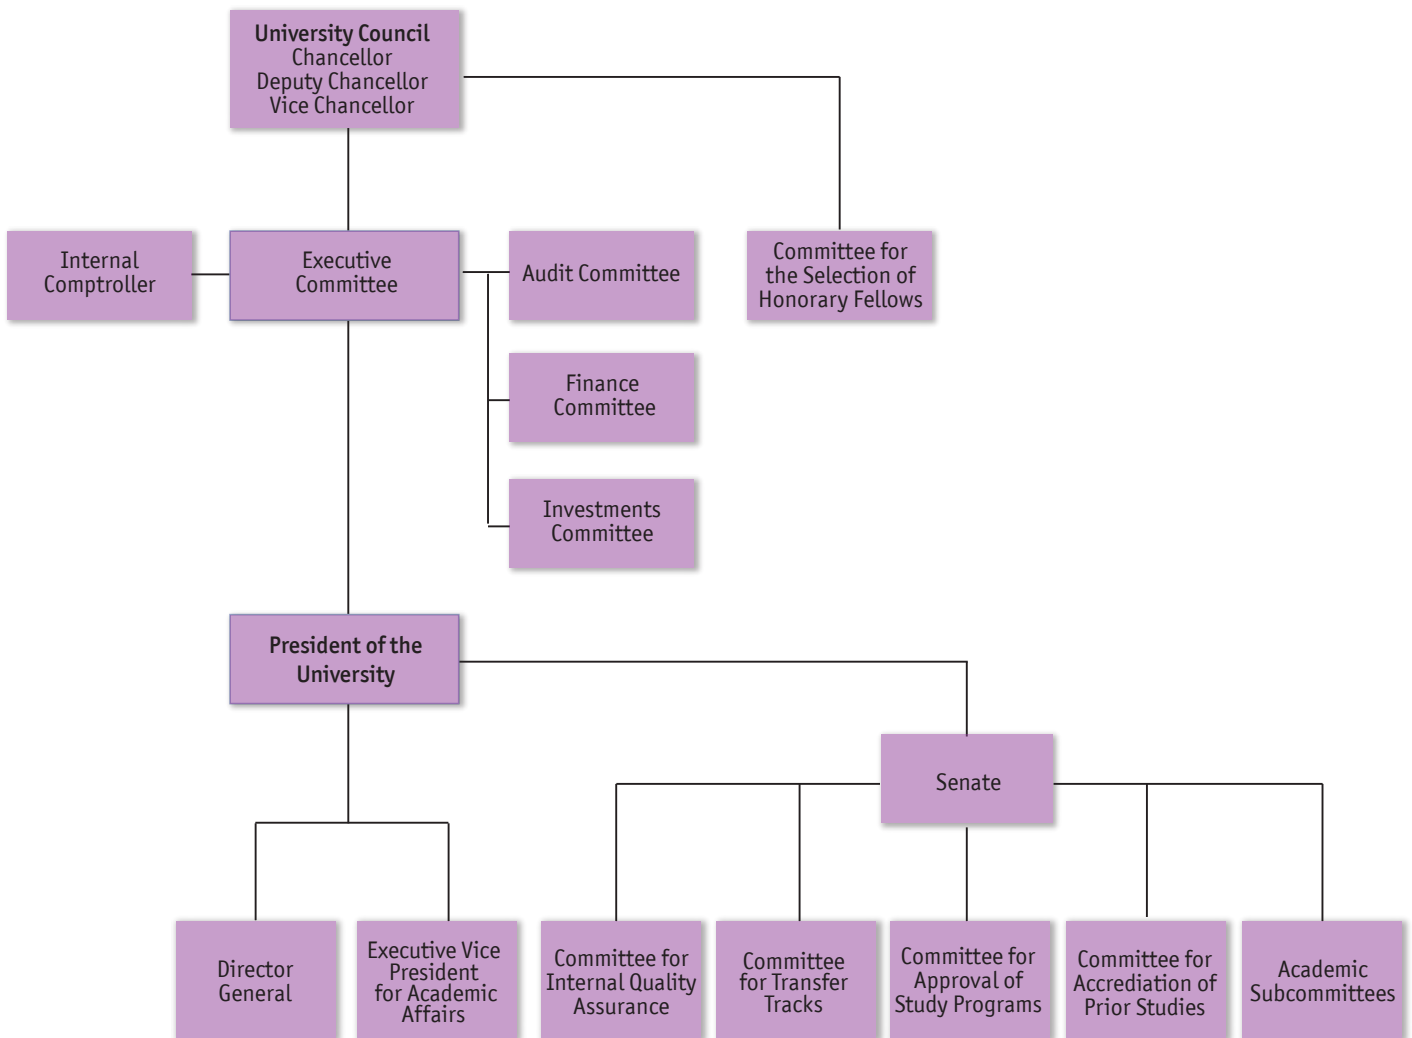 University Council
Chancellor
Deputy Chancellor
Vice Chancellor
Internal
Comptroller
Executive
Committee
Audit Committee
Committee for
the Selection of
Honorary Fellows
Finance
Committee
Investments
Committee
President of the
University
Senate
Director
General
Executive Vice
President
for Academic
Affairs
Committee for
Internal Quality
Assurance
Committee
for Transfer
Tracks
Committee for
Approval of
Study Programs
Committee for
Accrediation of
Prior Studies
Academic
Subcommittees